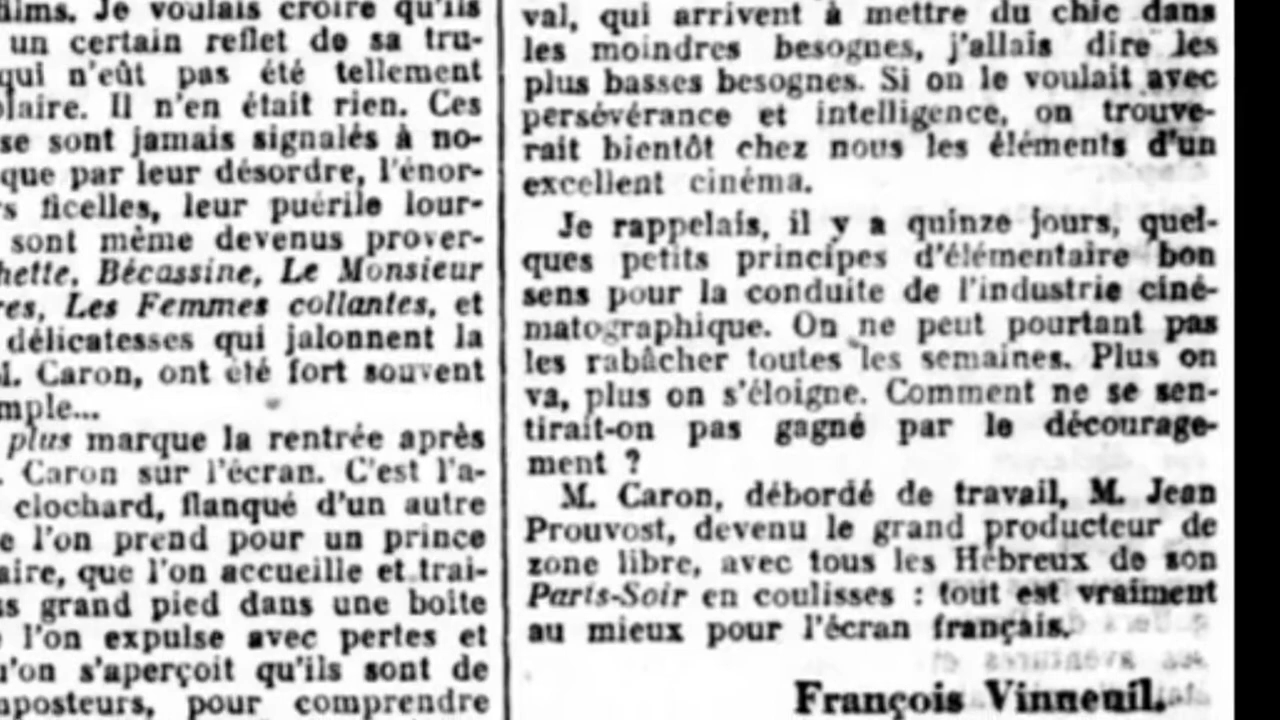 films. Je voulais croire qu'ils
un certain reflet de sa tru-
qui n'eût pas été tellement
Il n'en était rien. Ces
se sont jamais signalés à no-
que par leur désordre, l'énor-
ficelles, leur puérile lour-
sont même devenus prover-
hette, Bécassine, Le Monsieur
res, Les Femmes collantes, et
délicatesses qui jalonnent la
Caron, ont été fort souvent
mple...
plus marque la rentrée après
Caron sur l'écran. C'est l'a-
clochard, flanqué d'un autre
e l'on prend pour un prince
aire, que l'on accueille et trai-
us grand pied dans une boîte
l'on expulse avec pertes et
u'on s'aperçoit qu'ils sont de
mposteurs, pour comprendre
val, qui arrivent à mettre du chic dans
les moindres besognes, j'allais dire les
plus basses besognes. Si on le voulait avec
persévérance et intelligence, on trouve-
rait bientôt chez nous les éléments d'un
excellent cinéma.
Je rappelais, il y a quinze jours, quel-
ques petits principes d'élémentaire bon
sens pour la conduite de l'industrie ciné-
matographique. On ne peut pourtant pas
les rabâcher toutes les semaines. Plus on
va, plus on s'éloigne. Comment ne se sen-
tirait-on pas gagné par le décourage-
ment ?
M. Caron, débordé de travail, M. Jean
Prouvost, devenu le grand producteur de
zone libre, avec tous les Hébreux de son
Paris-Soir en coulisses : tout est vraiment
au mieux pour l'écran français.
François Vinneuil.